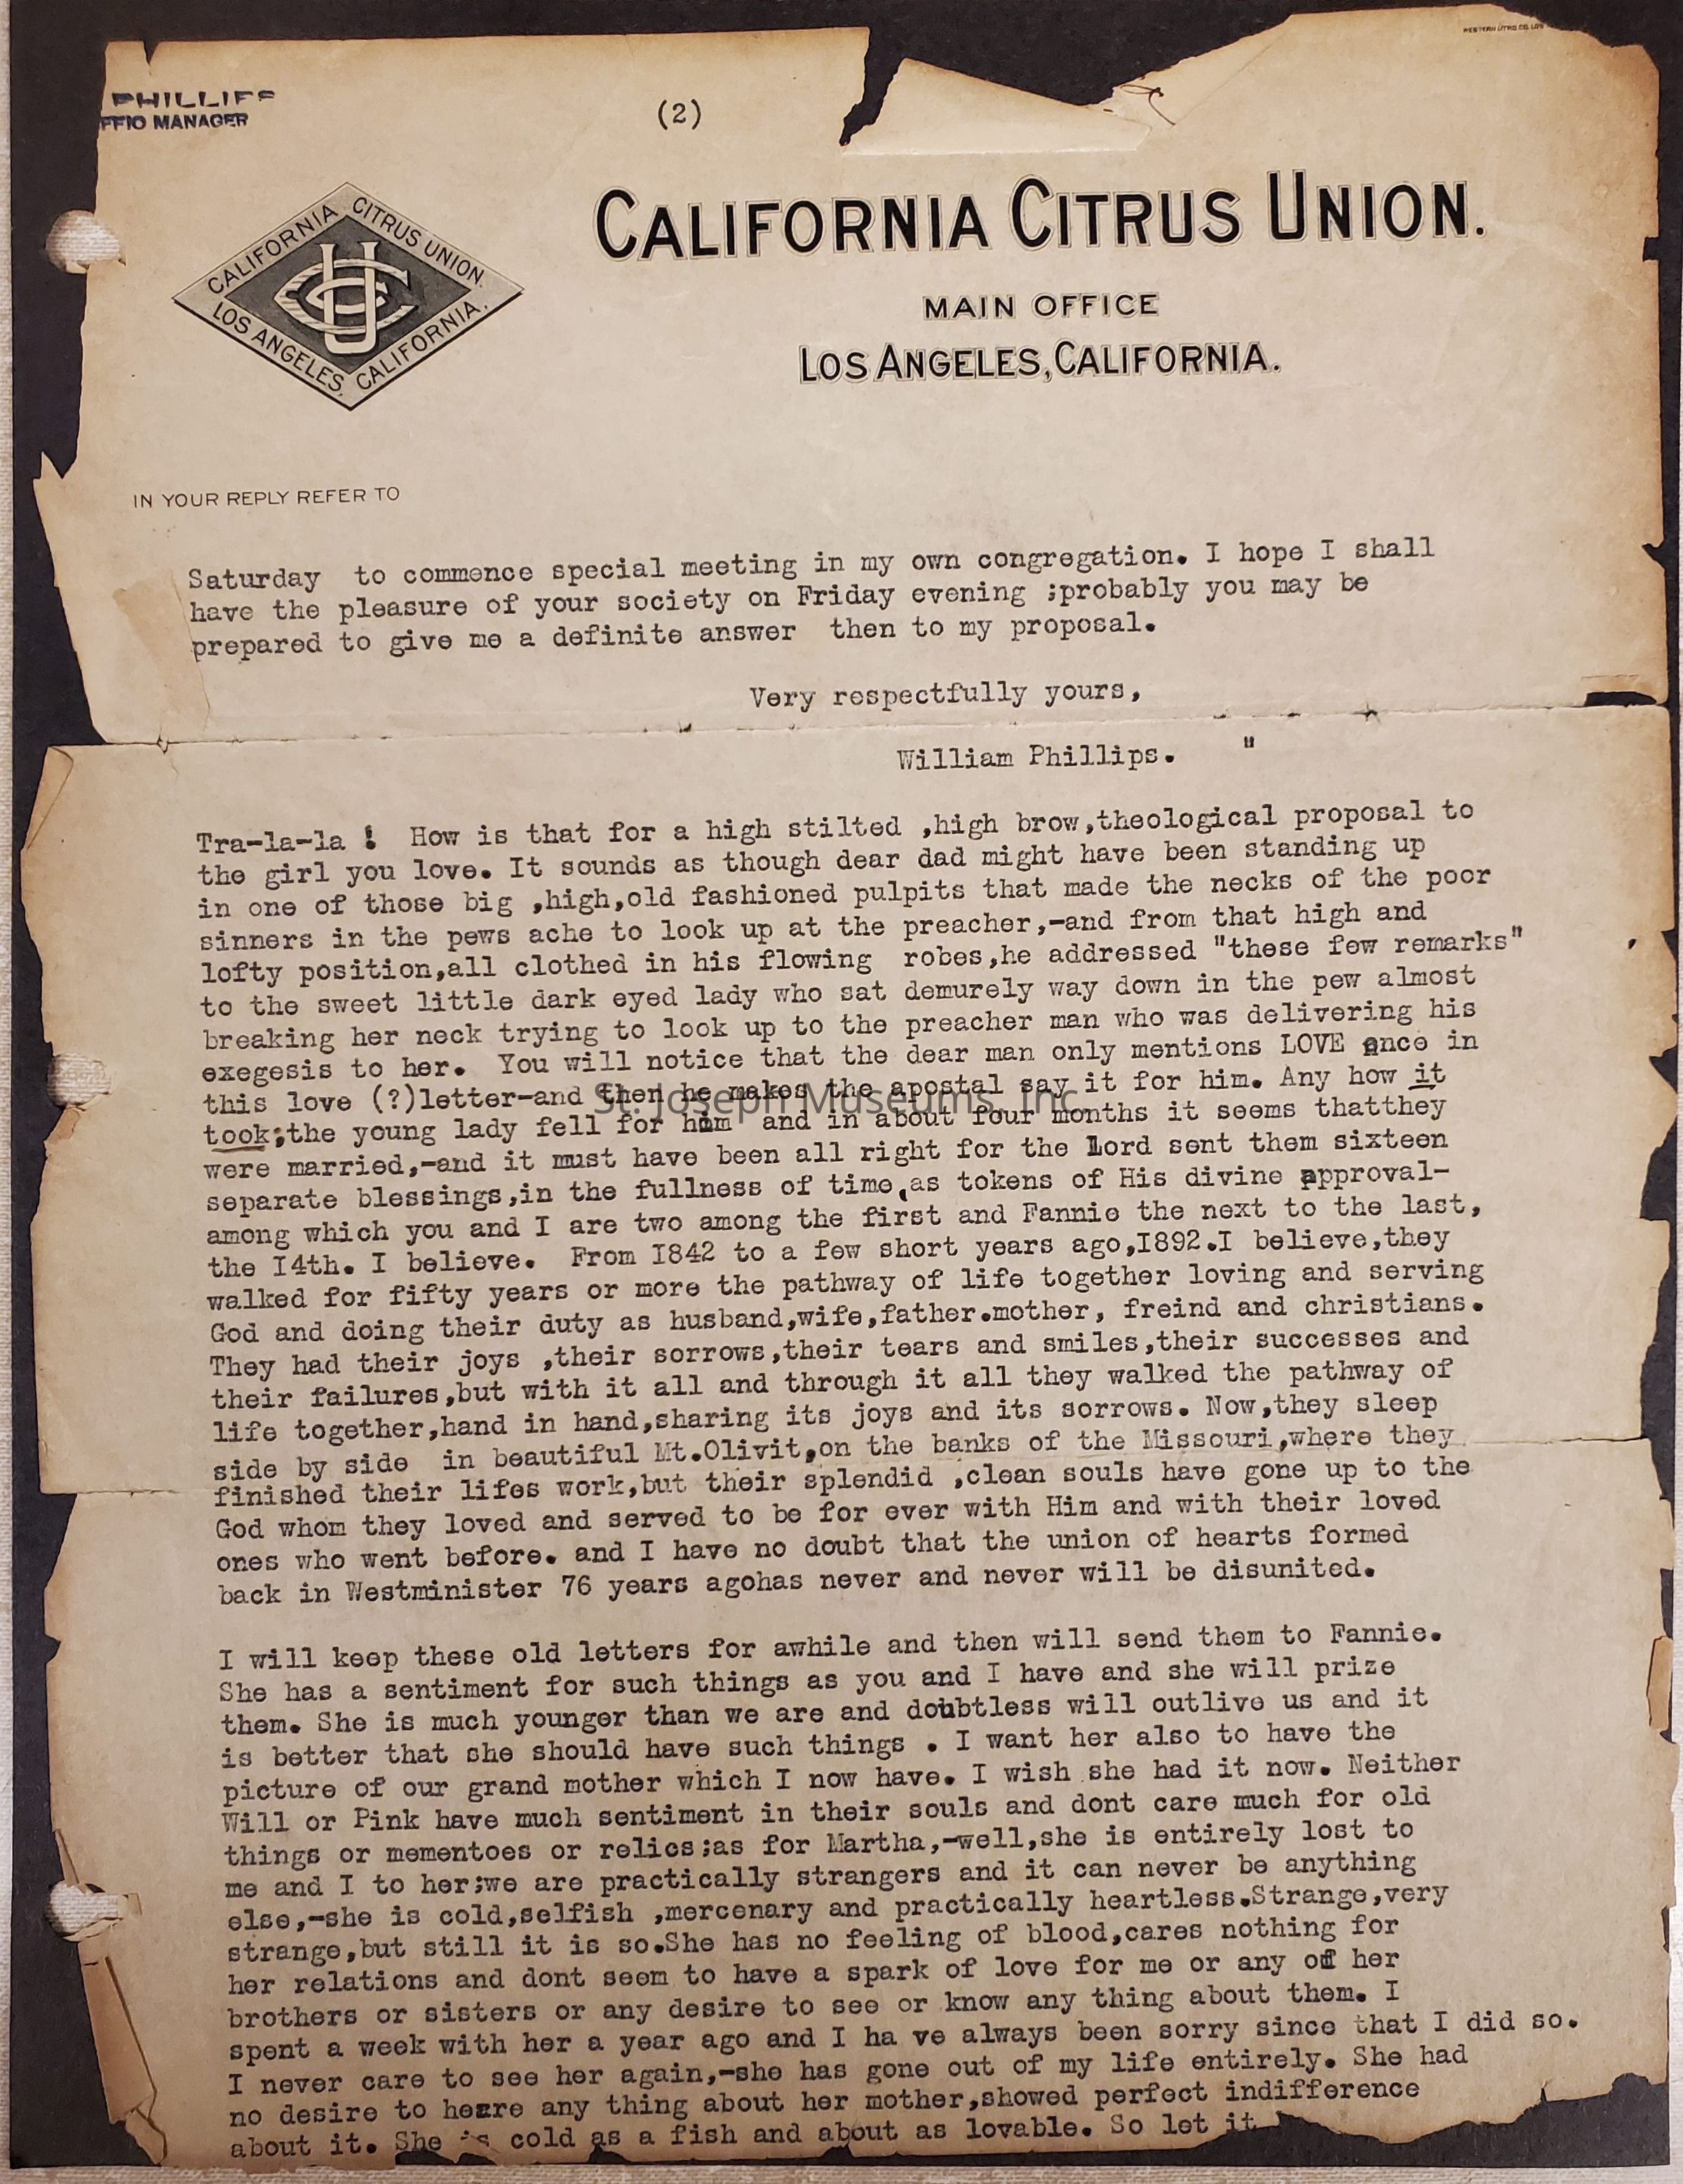 WESTERN LITHO CO. LOS
PHILLIPS
FFIC MANAGER
(2)
CALIFORNIA CITRUS UNION.
CALIFORNIA CITRUS UNION.
LOS ANGELES, CALIFORNIA.
CUC
MAIN OFFICE
LOS ANGELES, CALIFORNIA.
IN YOUR REPLY REFER TO
Saturday  to commence special meeting in my own congregation. I hope I shall
have the pleasure of your society on Friday evening ;probably you may be
prepared to give me a definite answer  then to my proposal.
Very respectfully yours,
William Phillips.    "
Tra-la-la !  How is that for a high stilted ,high brow,theological proposal to
the girl you love. It sounds as though dear dad might have been standing up
in one of those big ,high,old fashioned pulpits that made the necks of the poor
sinners in the pews ache to look up at the preacher,-and from that high and
lofty position,all clothed in his flowing  robes,he addressed "these few remarks"
to the sweet little dark eyed lady who sat demurely way down in the pew almost
breaking her neck trying to look up to the preacher man who was delivering his
exegesis to her.  You will notice that the dear man only mentions LOVE once in
this love (?)letter-and then he makes the apostal say it for him. Any how it
St. Joseph Museums, Inc
took;the young lady fell for him  and in about four months it seems thatthey
were married,-and it must have been all right for the Lord sent them sixteen
separate blessings,in the fullness of time,as tokens of His divine approval-
among which you and I are two among the first and Fannie the next to the last,
the I4th. I believe.  From I842 to a few short years ago,I892.I believe,they
walked for fifty years or more the pathway of life together loving and serving
God and doing their duty as husband,wife,father.mother, freind and christians.
They had their joys ,their sorrows,their tears and smiles,their successes and
their failures,but with it all and through it all they walked the pathway of
life together,hand in hand,sharing its joys and its sorrows. Now,they sleep
side by side  in beautiful Mt.Olivit,on the banks of the Missouri,where they
finished their lifes work,but their splendid ,clean souls have gone up to the
God whom they loved and served to be for ever with Him and with their loved
ones who went before. and I have no doubt that the union of hearts formed
back in Westminister 76 years agohas never and never will be disunited.
I will keep these old letters for awhile and then will send them to Fannie.
She has a sentiment for such things as you and I have and she will prize
them. She is much younger than we are and doubtless will outlive us and it
is better that she should have such things . I want her also to have the
picture of our grand mother which I now have. I wish she had it now. Neither
Will or Pink have much sentiment in their souls and dont care much for old
things or mementoes or relics;as for Martha,-well,she is entirely lost to
me and I to her;we are practically strangers and it can never be anything
else,-she is cold,selfish ,mercenary and practically heartless.Strange,very
strange,but still it is so.She has no feeling of blood,cares nothing for
her relations and dont seem to have a spark of love for me or any of her
brothers or sisters or any desire to see or know any thing about them. I
spent a week with her a year ago and I ha ve always been sorry since that I did so.
I never care to see her again,-she has gone out of my life entirely. She had
no desire to heare any thing about her mother,showed perfect indifference
about it. She is cold as a fish and about as lovable. So let it